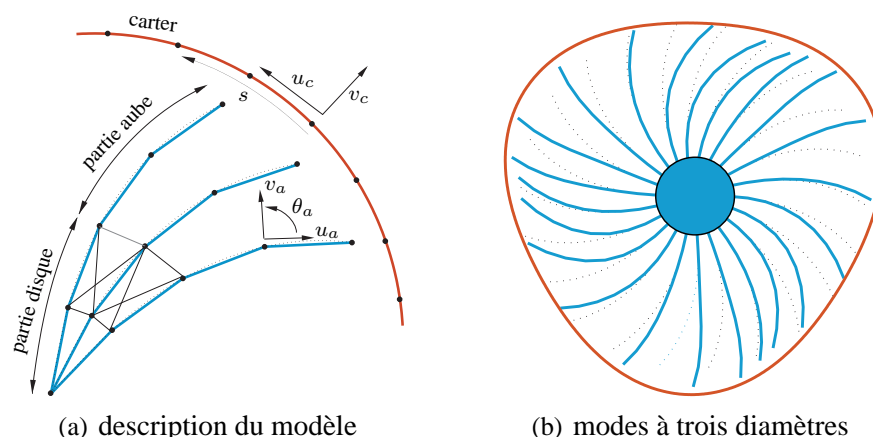 carter
u_c
v_c
s
partie aube
v_a
θ_a
u_a
partie disque
(a) description du modèle
(b) modes à trois diamètres